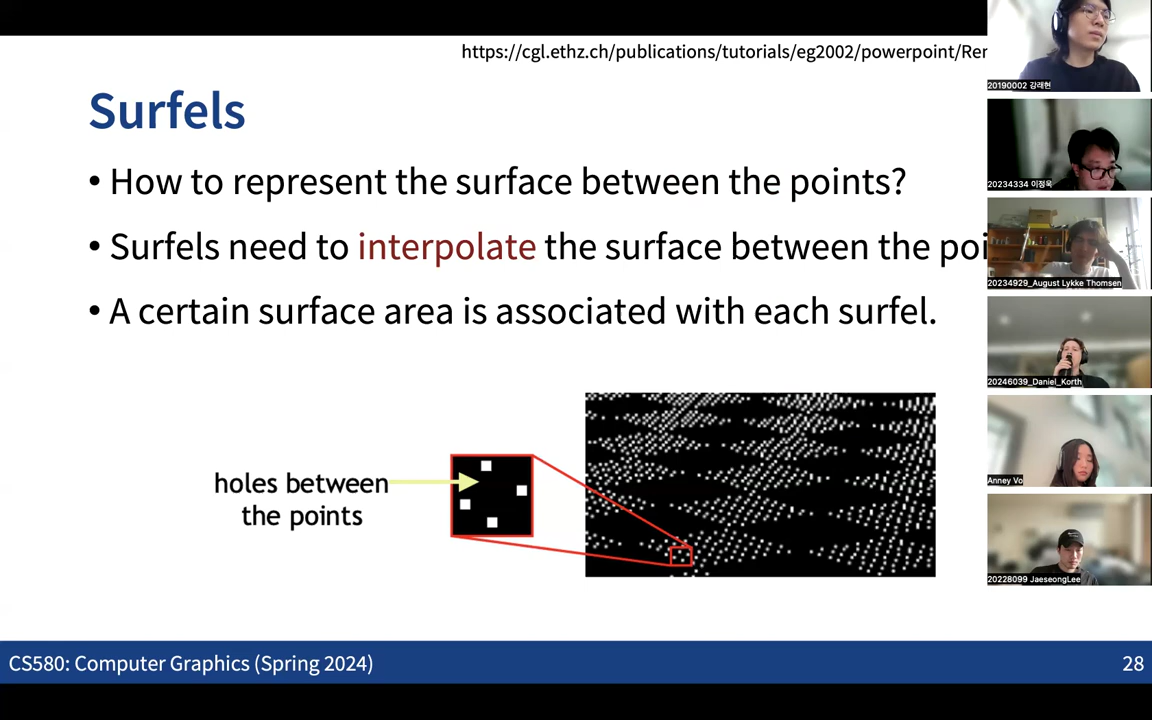 https://cgl.ethz.ch/publications/tutorials/eg2002/powerpoint/Ren
Surfels
• How to represent the surface between the points?
• Surfels need to interpolate the surface between the poi
• A certain surface area is associated with each surfel.
holes between
the points
CS580: Computer Graphics (Spring 2024)
28
20190002 강래현
20234334 이정욱
20234929_August Lykke Thomsen
20246039_Daniel_Korth
Anney Vo
20228099 JaeseongLee